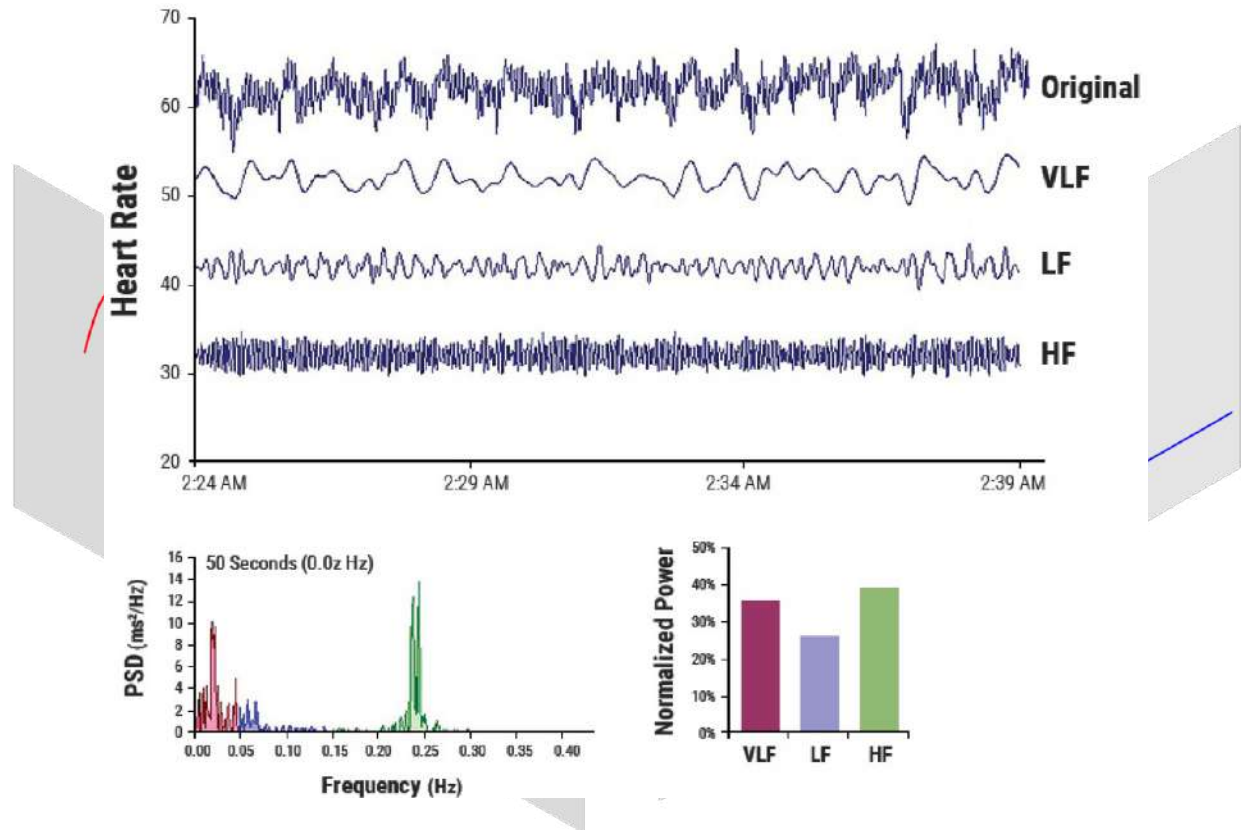 70
60
50
40
30
20
Heart Rate
Original
VLF
LF
HF
2:24 AM 2:29 AM 2:34 AM 2:39 AM
50 Seconds (0.0z Hz)
16
14
12
10
8
6
4
2
0
PSD (ms²/Hz)
0.00 0.05 0.10 0.15 0.20 0.25 0.30 0.35 0.40
Frequency (Hz)
50%
40%
30%
20%
10%
0%
Normalized Power
VLF LF HF